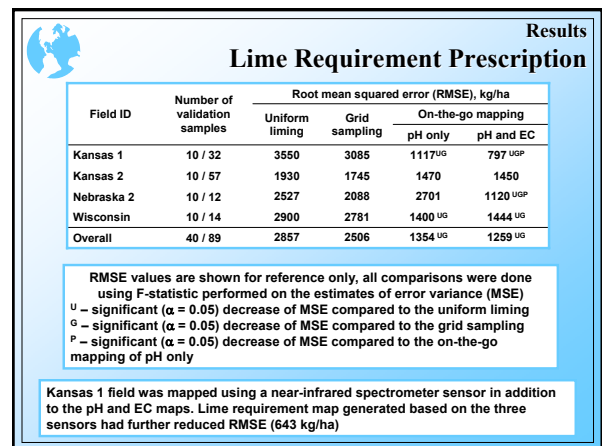 Results
Lime Requirement Prescription
Field ID Number of validation samples Root mean squared error (RMSE), kg/ha
Uniform liming Grid sampling On-the-go mapping
pH only pH and EC
Kansas 1 10 / 32 3550 3085 1117 UG 797 UGP
Kansas 2 10 / 57 1930 1745 1470 1450
Nebraska 2 10 / 12 2527 2088 2701 1120 UGP
Wisconsin 10 / 14 2900 2781 1400 UG 1444 UG
Overall 40 / 89 2857 2506 1354 UG 1259 UG
RMSE values are shown for reference only, all comparisons were done
using F-statistic performed on the estimates of error variance (MSE)
U – significant (α = 0.05) decrease of MSE compared to the uniform liming
G – significant (α = 0.05) decrease of MSE compared to the grid sampling
P – significant (α = 0.05) decrease of MSE compared to the on-the-go
mapping of pH only
Kansas 1 field was mapped using a near-infrared spectrometer sensor in addition
to the pH and EC maps. Lime requirement map generated based on the three
sensors had further reduced RMSE (643 kg/ha)